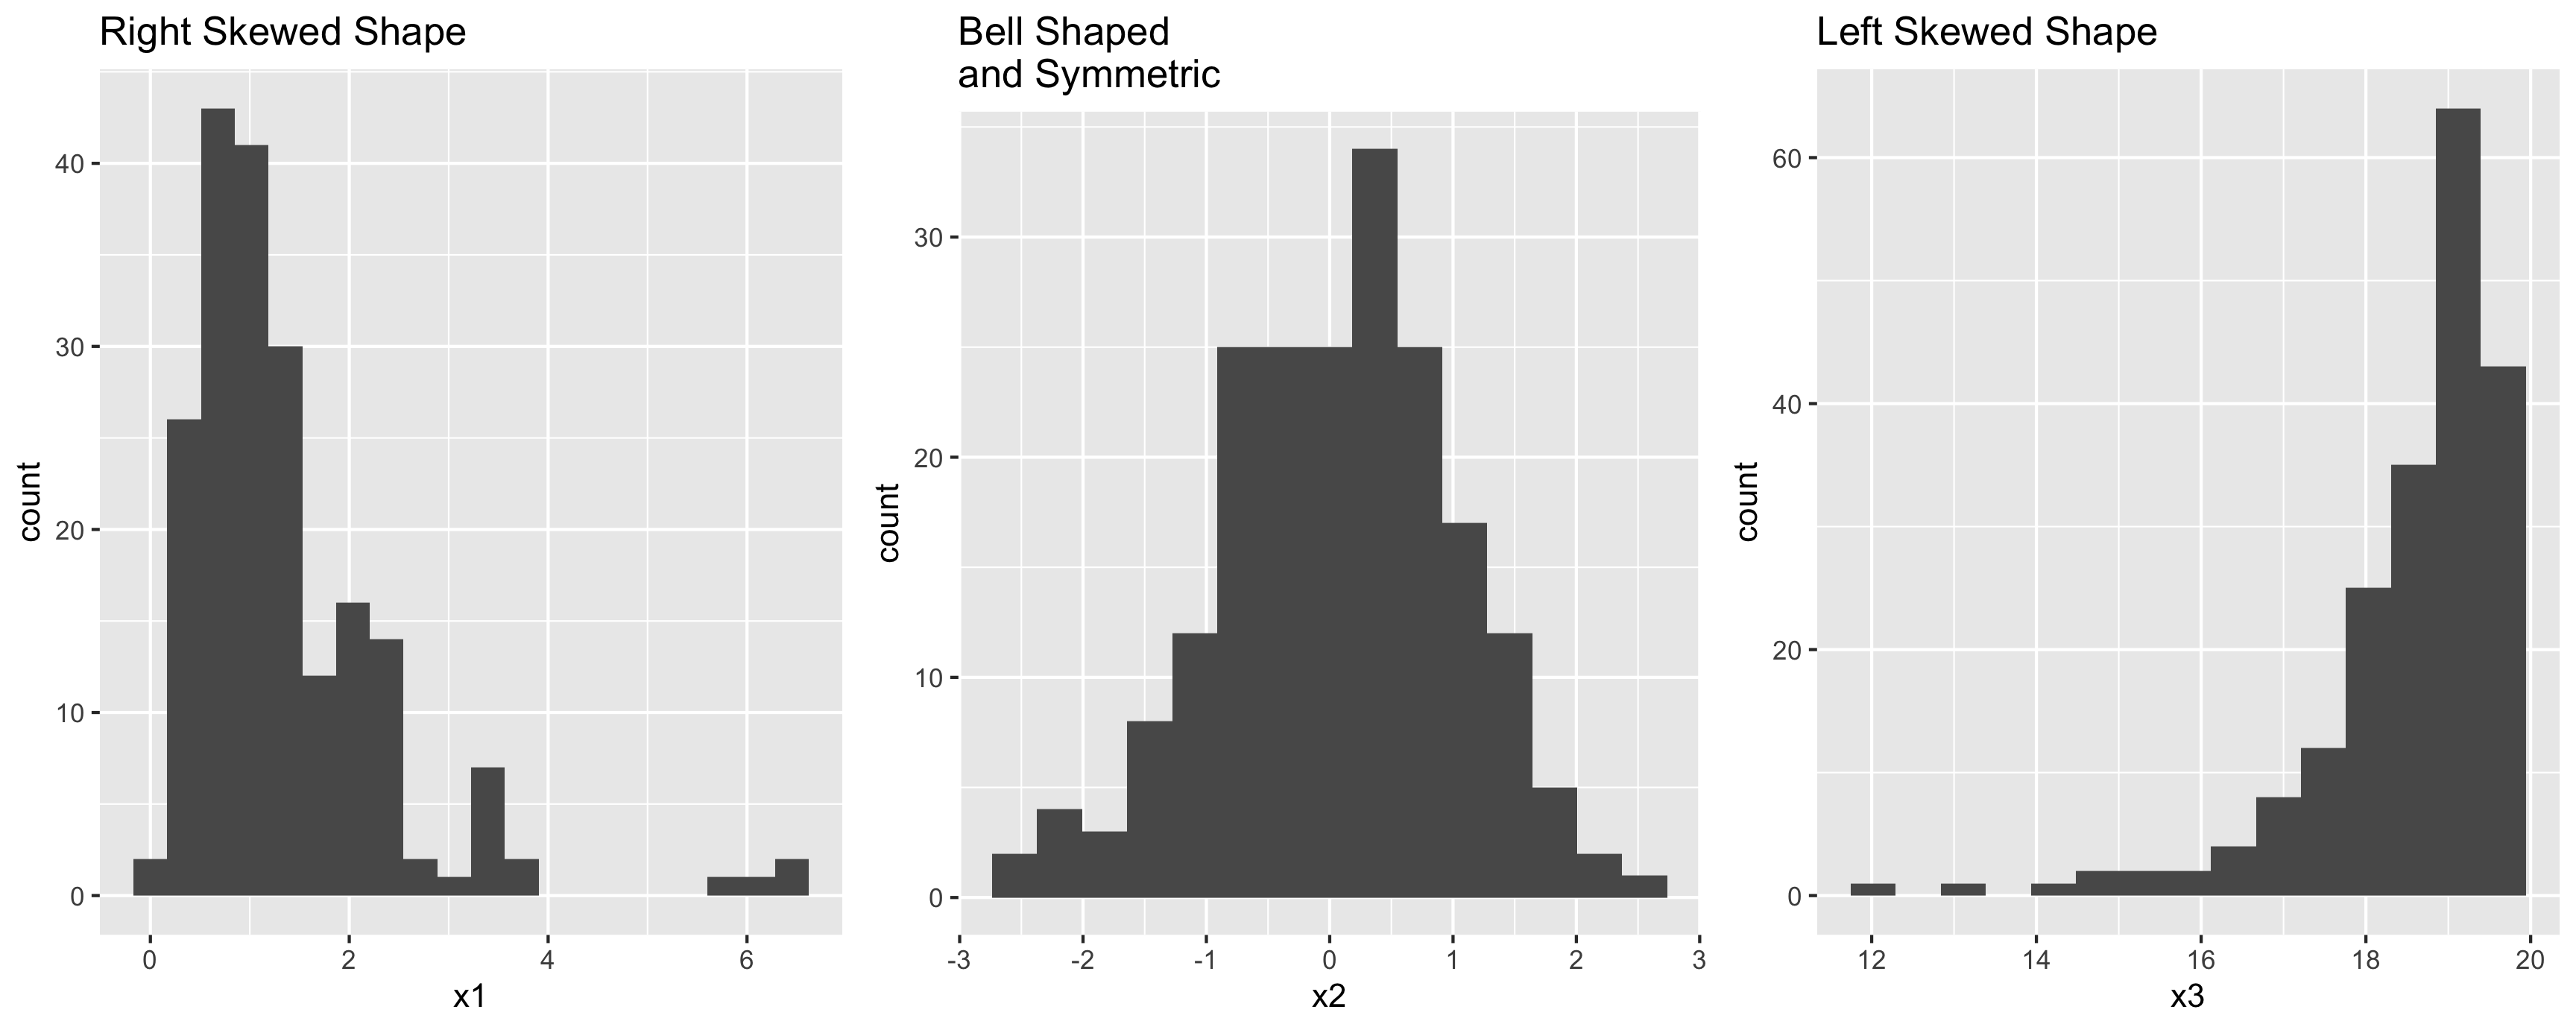 Right Skewed Shape
40
30
20
10
0
count
0 2 4 6
x1
Bell Shaped
and Symmetric
30
20
10
0
count
-3 -2 -1 0 1 2 3
x2
Left Skewed Shape
60
40
20
0
count
12 14 16 18 20
x3